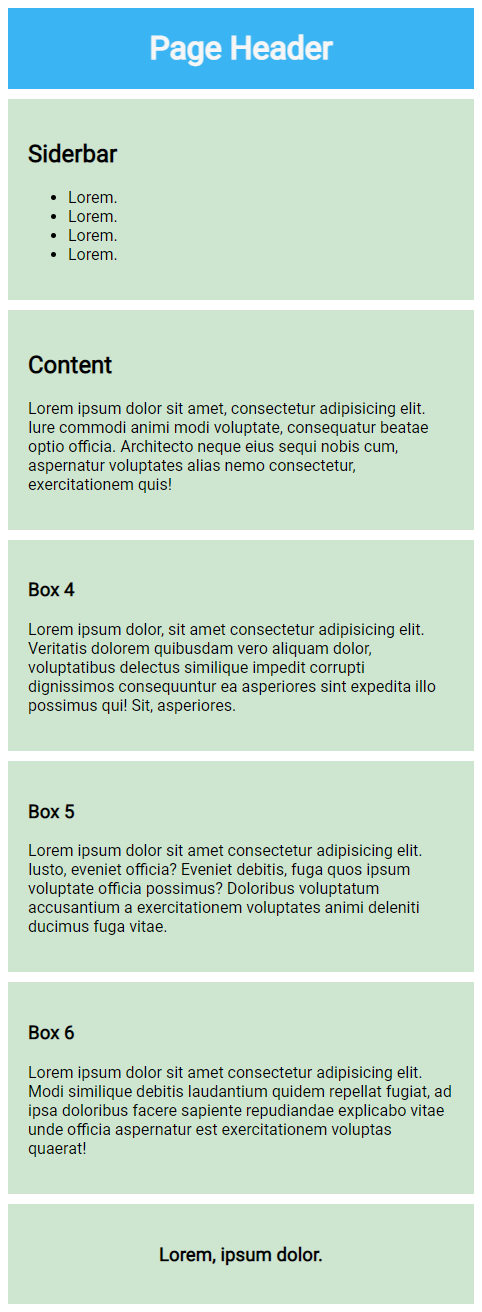 Page Header
Siderbar
Lorem.
Lorem.
Lorem.
Lorem.
Content
Lorem ipsum dolor sit amet, consectetur adipisicing elit.
Iure commodi animi modi voluptate, consequatur beatae
optio officia. Architecto neque eius sequi nobis cum,
aspernatur voluptates alias nemo consectetur,
exercitationem quis!
Box 4
Lorem ipsum dolor, sit amet consectetur adipisicing elit.
Veritatis dolorem quibusdam vero aliquam dolor,
voluptatibus delectus similique impedit corrupti
dignissimos consequuntur ea asperiores sint expedita illo
possimus qui! Sit, asperiores.
Box 5
Lorem ipsum dolor sit amet consectetur adipisicing elit.
Iusto, eveniet officia? Eveniet debitis, fuga quos ipsum
voluptate officia possimus? Doloribus voluptatum
accusantium a exercitationem voluptates animi deleniti
ducimus fuga vitae.
Box 6
Lorem ipsum dolor sit amet consectetur adipisicing elit.
Modi similique debitis laudantium quidem repellat fugiat, ad
ipsa doloribus facere sapiente repudiandae explicabo vitae
unde officia aspernatur est exercitationem voluptas
quaerat!
Lorem, ipsum dolor.